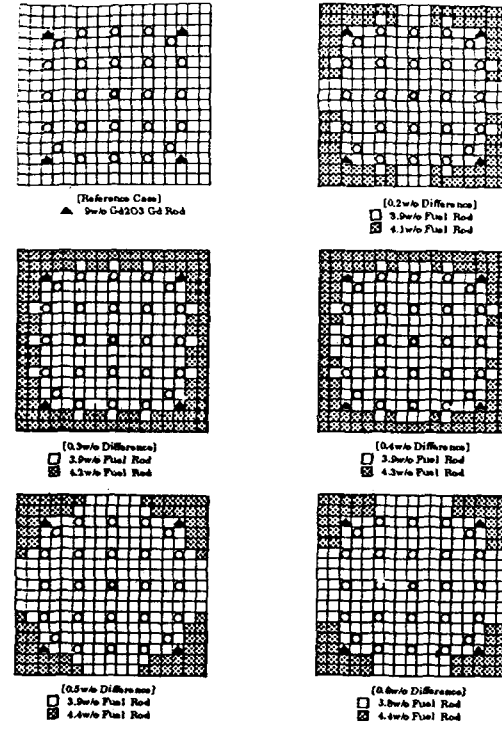 [Reference Case]
▲ 9w/o Gd2O3 Gd Rod
[0.2w/o Difference]
3.9w/o Fuel Rod
4.1w/o Fuel Rod
[0.3w/o Difference]
3.9w/o Fuel Rod
4.2w/o Fuel Rod
[0.4w/o Difference]
3.9w/o Fuel Rod
4.3w/o Fuel Rod
[0.5w/o Difference]
3.9w/o Fuel Rod
4.4w/o Fuel Rod
[0.6w/o Difference]
3.8w/o Fuel Rod
4.4w/o Fuel Rod